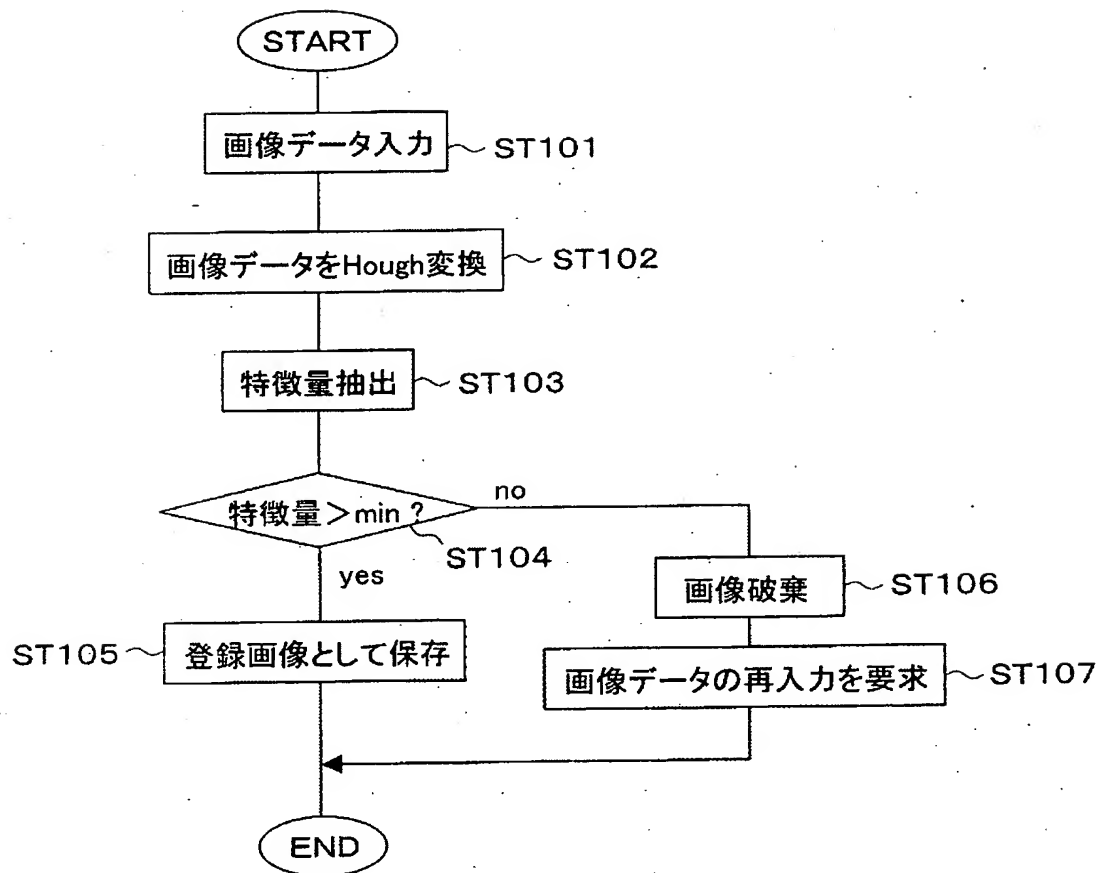 START
画像データ入力
ST101
画像データをHough変換
ST102
特徴量抽出
ST103
特徴量>min ?
ST104
no
yes
画像破棄
ST106
ST105
登録画像として保存
画像データの再入力を要求
ST107
END